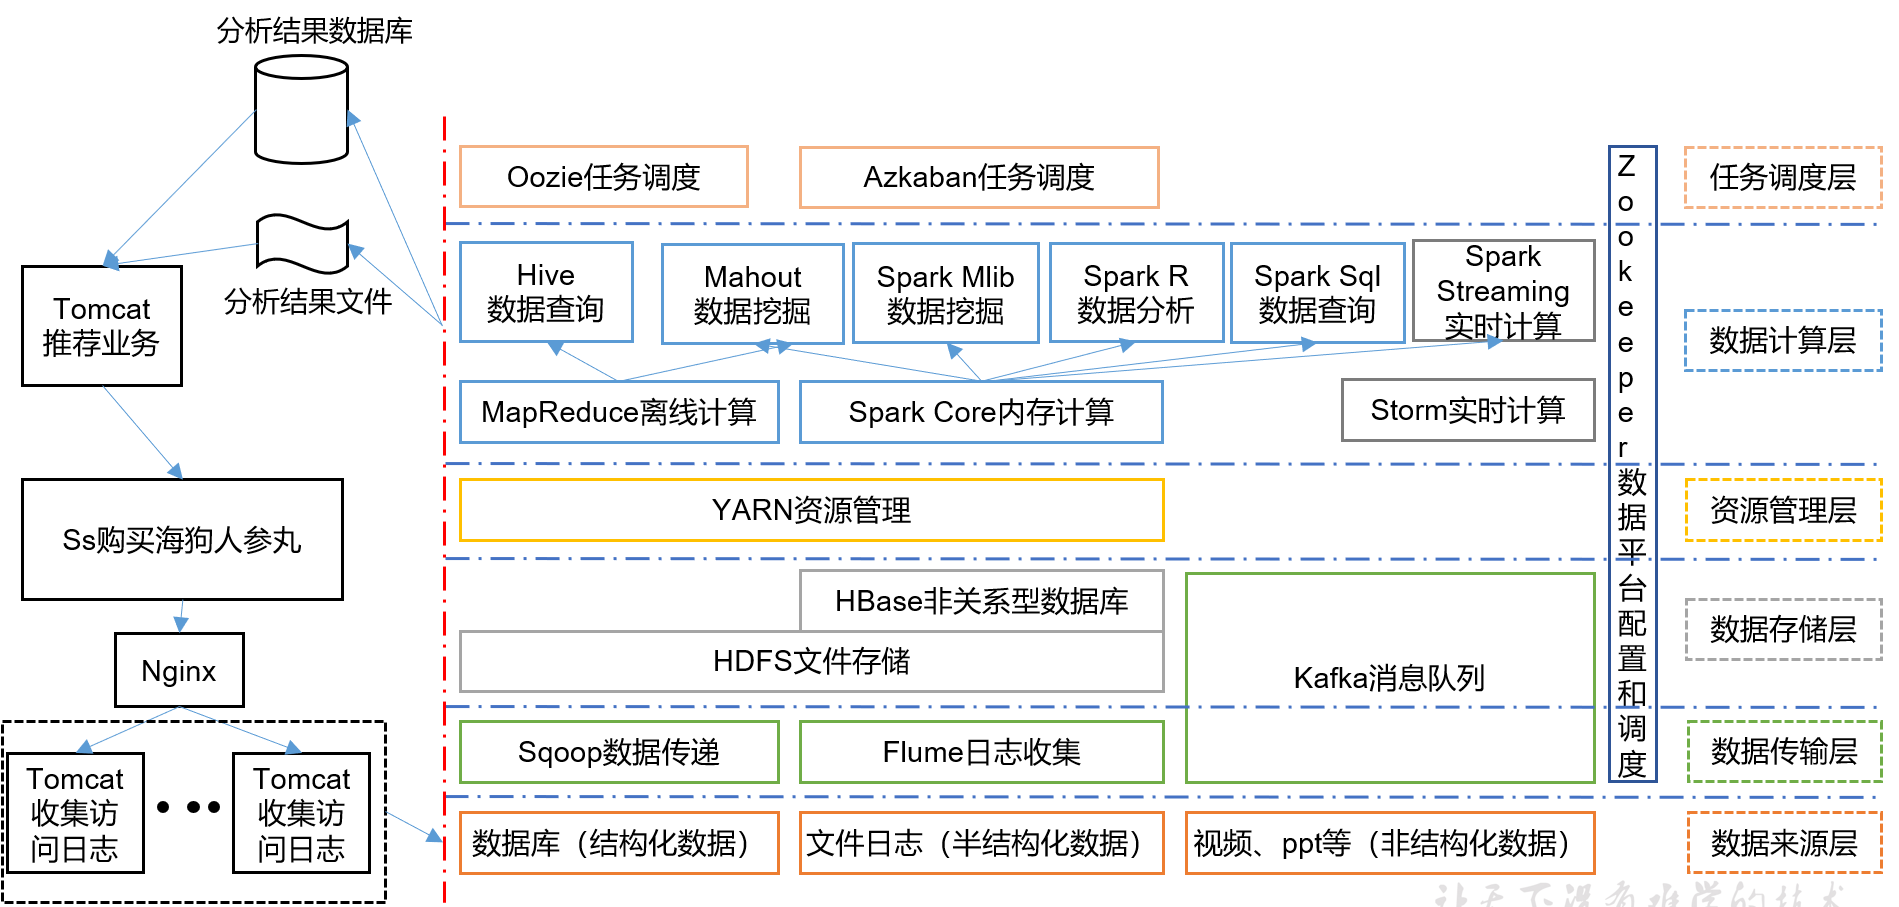 分析结果数据库
分析结果文件
Tomcat
推荐业务
Ss购买海狗人参丸
Nginx
Tomcat
收集访
问日志
Tomcat
收集访
问日志
Oozie任务调度
Azkaban任务调度
任务调度层
Hive
数据查询
Mahout
数据挖掘
Spark Mlib
数据挖掘
Spark R
数据分析
Spark Sql
数据查询
Spark
Streaming
实时计算
数据计算层
MapReduce离线计算
Spark Core内存计算
Storm实时计算
YARN资源管理
资源管理层
HBase非关系型数据库
HDFS文件存储
Kafka消息队列
数据存储层
Sqoop数据传递
Flume日志收集
数据传输层
数据库（结构化数据）
文件日志（半结构化数据）
视频、ppt等（非结构化数据）
数据来源层
Zookeeper数据平台配置和调度
让天下没有难学的技术